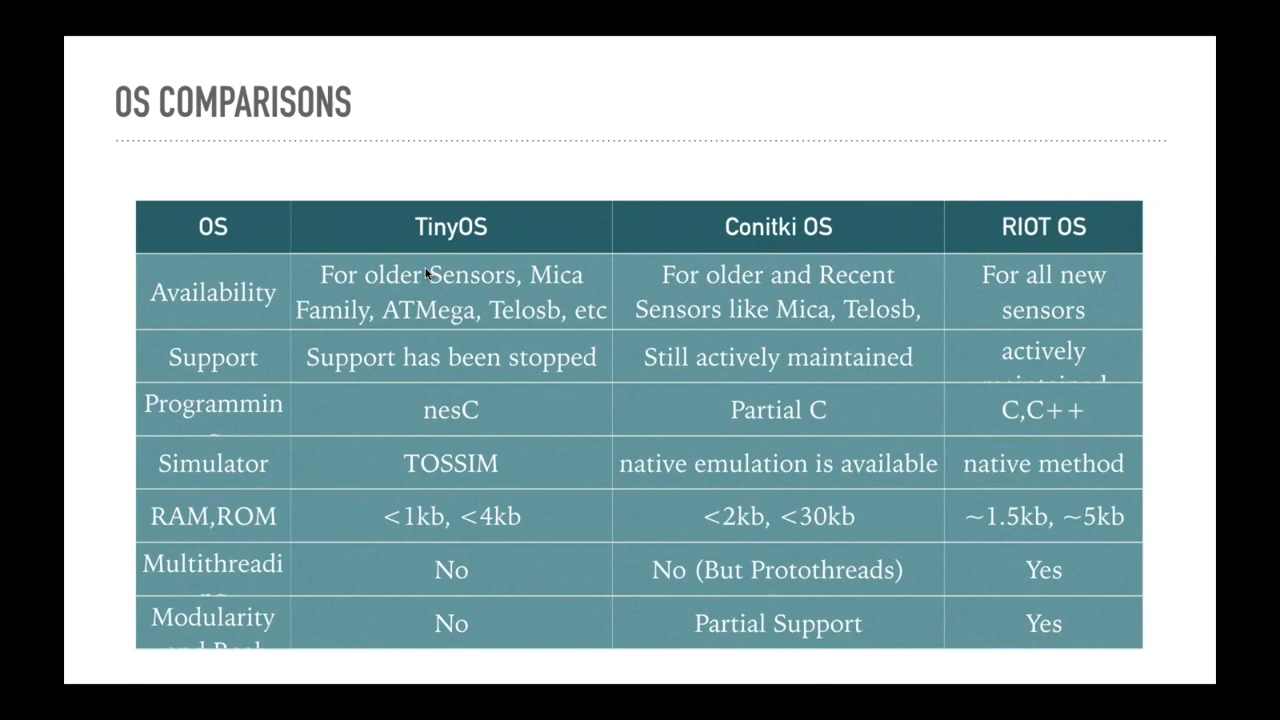 OS COMPARISONS
OS TinyOS Conitki OS RIOT OS
Availability For older Sensors, Mica Family, ATMega, Telosb, etc For older and Recent Sensors like Mica, Telosb, For all new sensors
Support Support has been stopped Still actively maintained actively
Programmin nesC Partial C C,C++
Simulator TOSSIM native emulation is available native method
RAM,ROM <1kb, <4kb <2kb, <30kb ~1.5kb, ~5kb
Multithreadi No No (But Protothreads) Yes
Modularity No Partial Support Yes